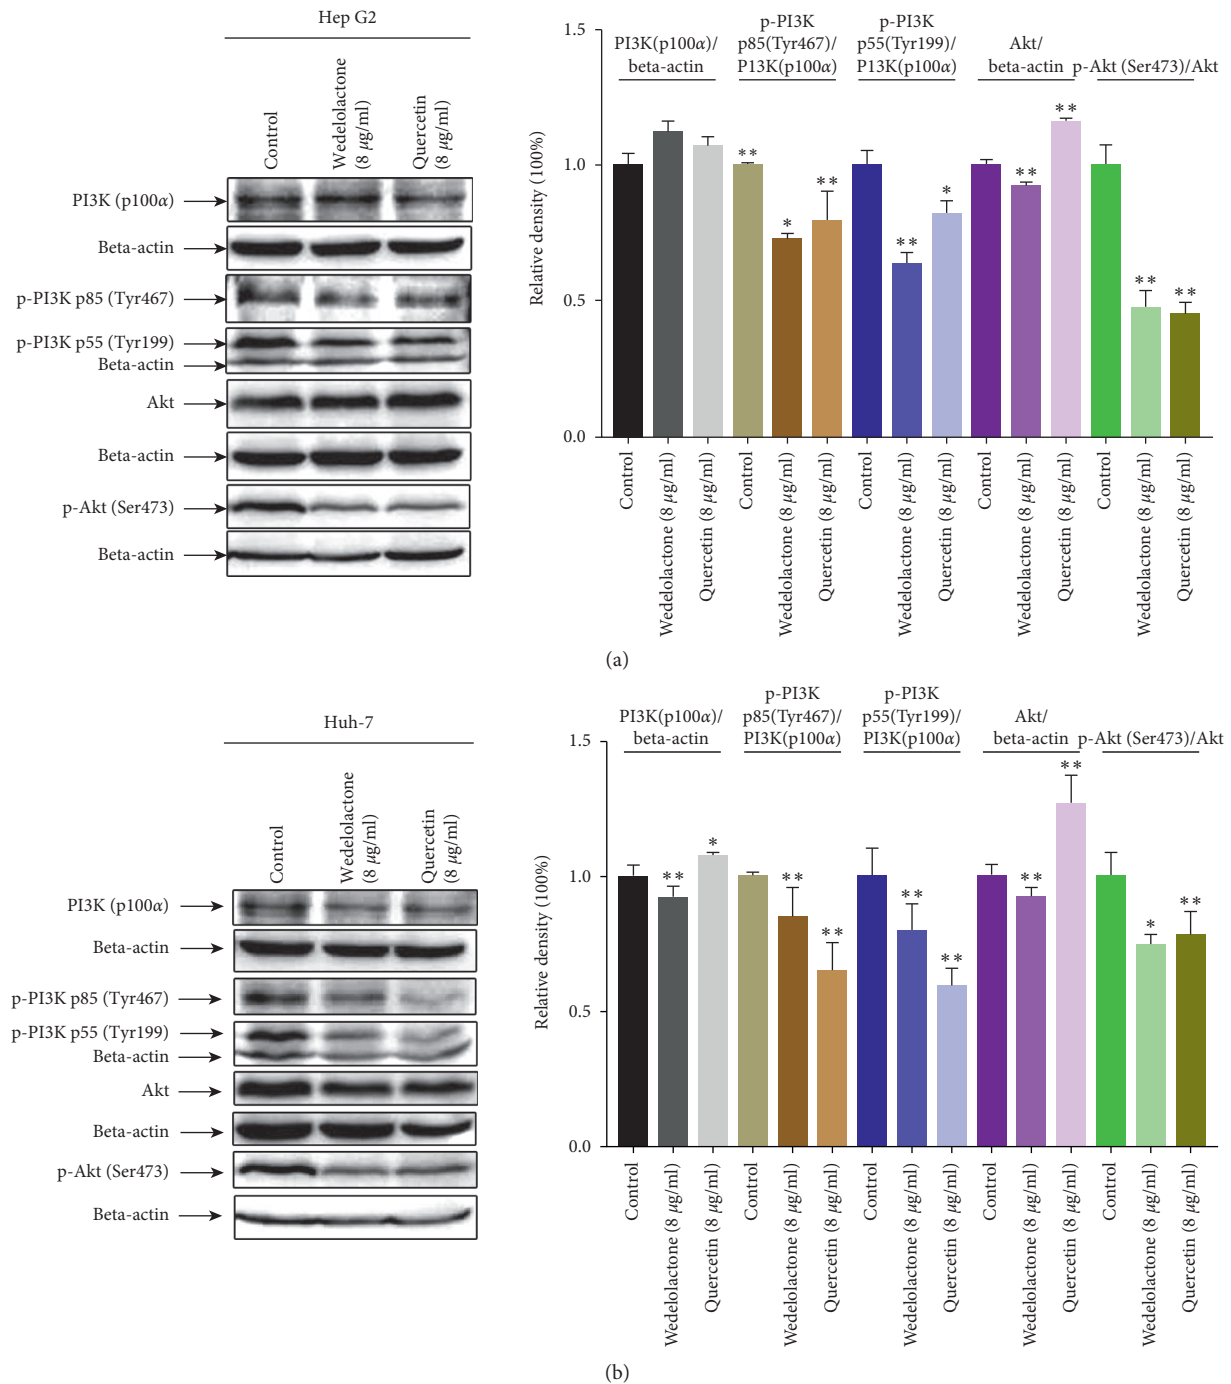 Hep G2
Control
Wedelolactone
(8 μg/ml)
Quercetin
(8 μg/ml)
PI3K (p100α)
Beta-actin
p-PI3K p85 (Tyr467)
p-PI3K p55 (Tyr199)
Beta-actin
Akt
Beta-actin
p-Akt (Ser473)
Beta-actin
PI3K(p100α)/
beta-actin
p-PI3K
p85(Tyr467)/
P13K(p100α)
p-PI3K
p55(Tyr199)/
P13K(p100α)
Akt/
beta-actin
p-Akt (Ser473)/Akt
Relative density (100%)
1.5
1.0
0.5
0.0
**
*
**
**
*
**
**
**
**
Control
Wedelolactone (8 μg/ml)
Quercetin (8 μg/ml)
Control
Wedelolactone (8 μg/ml)
Quercetin (8 μg/ml)
Control
Wedelolactone (8 μg/ml)
Quercetin (8 μg/ml)
Control
Wedelolactone (8 μg/ml)
Quercetin (8 μg/ml)
Control
Wedelolactone (8 μg/ml)
Quercetin (8 μg/ml)
(a)
Huh-7
Control
Wedelolactone
(8 μg/ml)
Quercetin
(8 μg/ml)
PI3K (p100α)
Beta-actin
p-PI3K p85 (Tyr467)
p-PI3K p55 (Tyr199)
Beta-actin
Akt
Beta-actin
p-Akt (Ser473)
Beta-actin
PI3K(p100α)/
beta-actin
p-PI3K
p85(Tyr467)/
PI3K(p100α)
p-PI3K
p55(Tyr199)/
PI3K(p100α)
Akt/
beta-actin
p-Akt (Ser473)/Akt
Relative density (100%)
1.5
1.0
0.5
0.0
**
*
**
**
**
**
**
**
*
**
Control
Wedelolactone (8 μg/ml)
Quercetin (8 μg/ml)
Control
Wedelolactone (8 μg/ml)
Quercetin (8 μg/ml)
Control
Wedelolactone (8 μg/ml)
Quercetin (8 μg/ml)
Control
Wedelolactone (8 μg/ml)
Quercetin (8 μg/ml)
Control
Wedelolactone (8 μg/ml)
Quercetin (8 μg/ml)
(b)